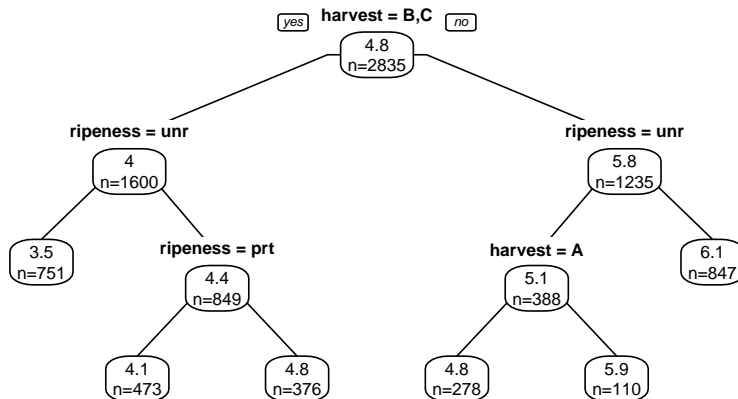 harvest = B,C
yes
no
4.8
n=2835
ripeness = unr
ripeness = unr
4
n=1600
5.8
n=1235
ripeness = prt
harvest = A
3.5
n=751
4.4
n=849
5.1
n=388
6.1
n=847
4.1
n=473
4.8
n=376
4.8
n=278
5.9
n=110